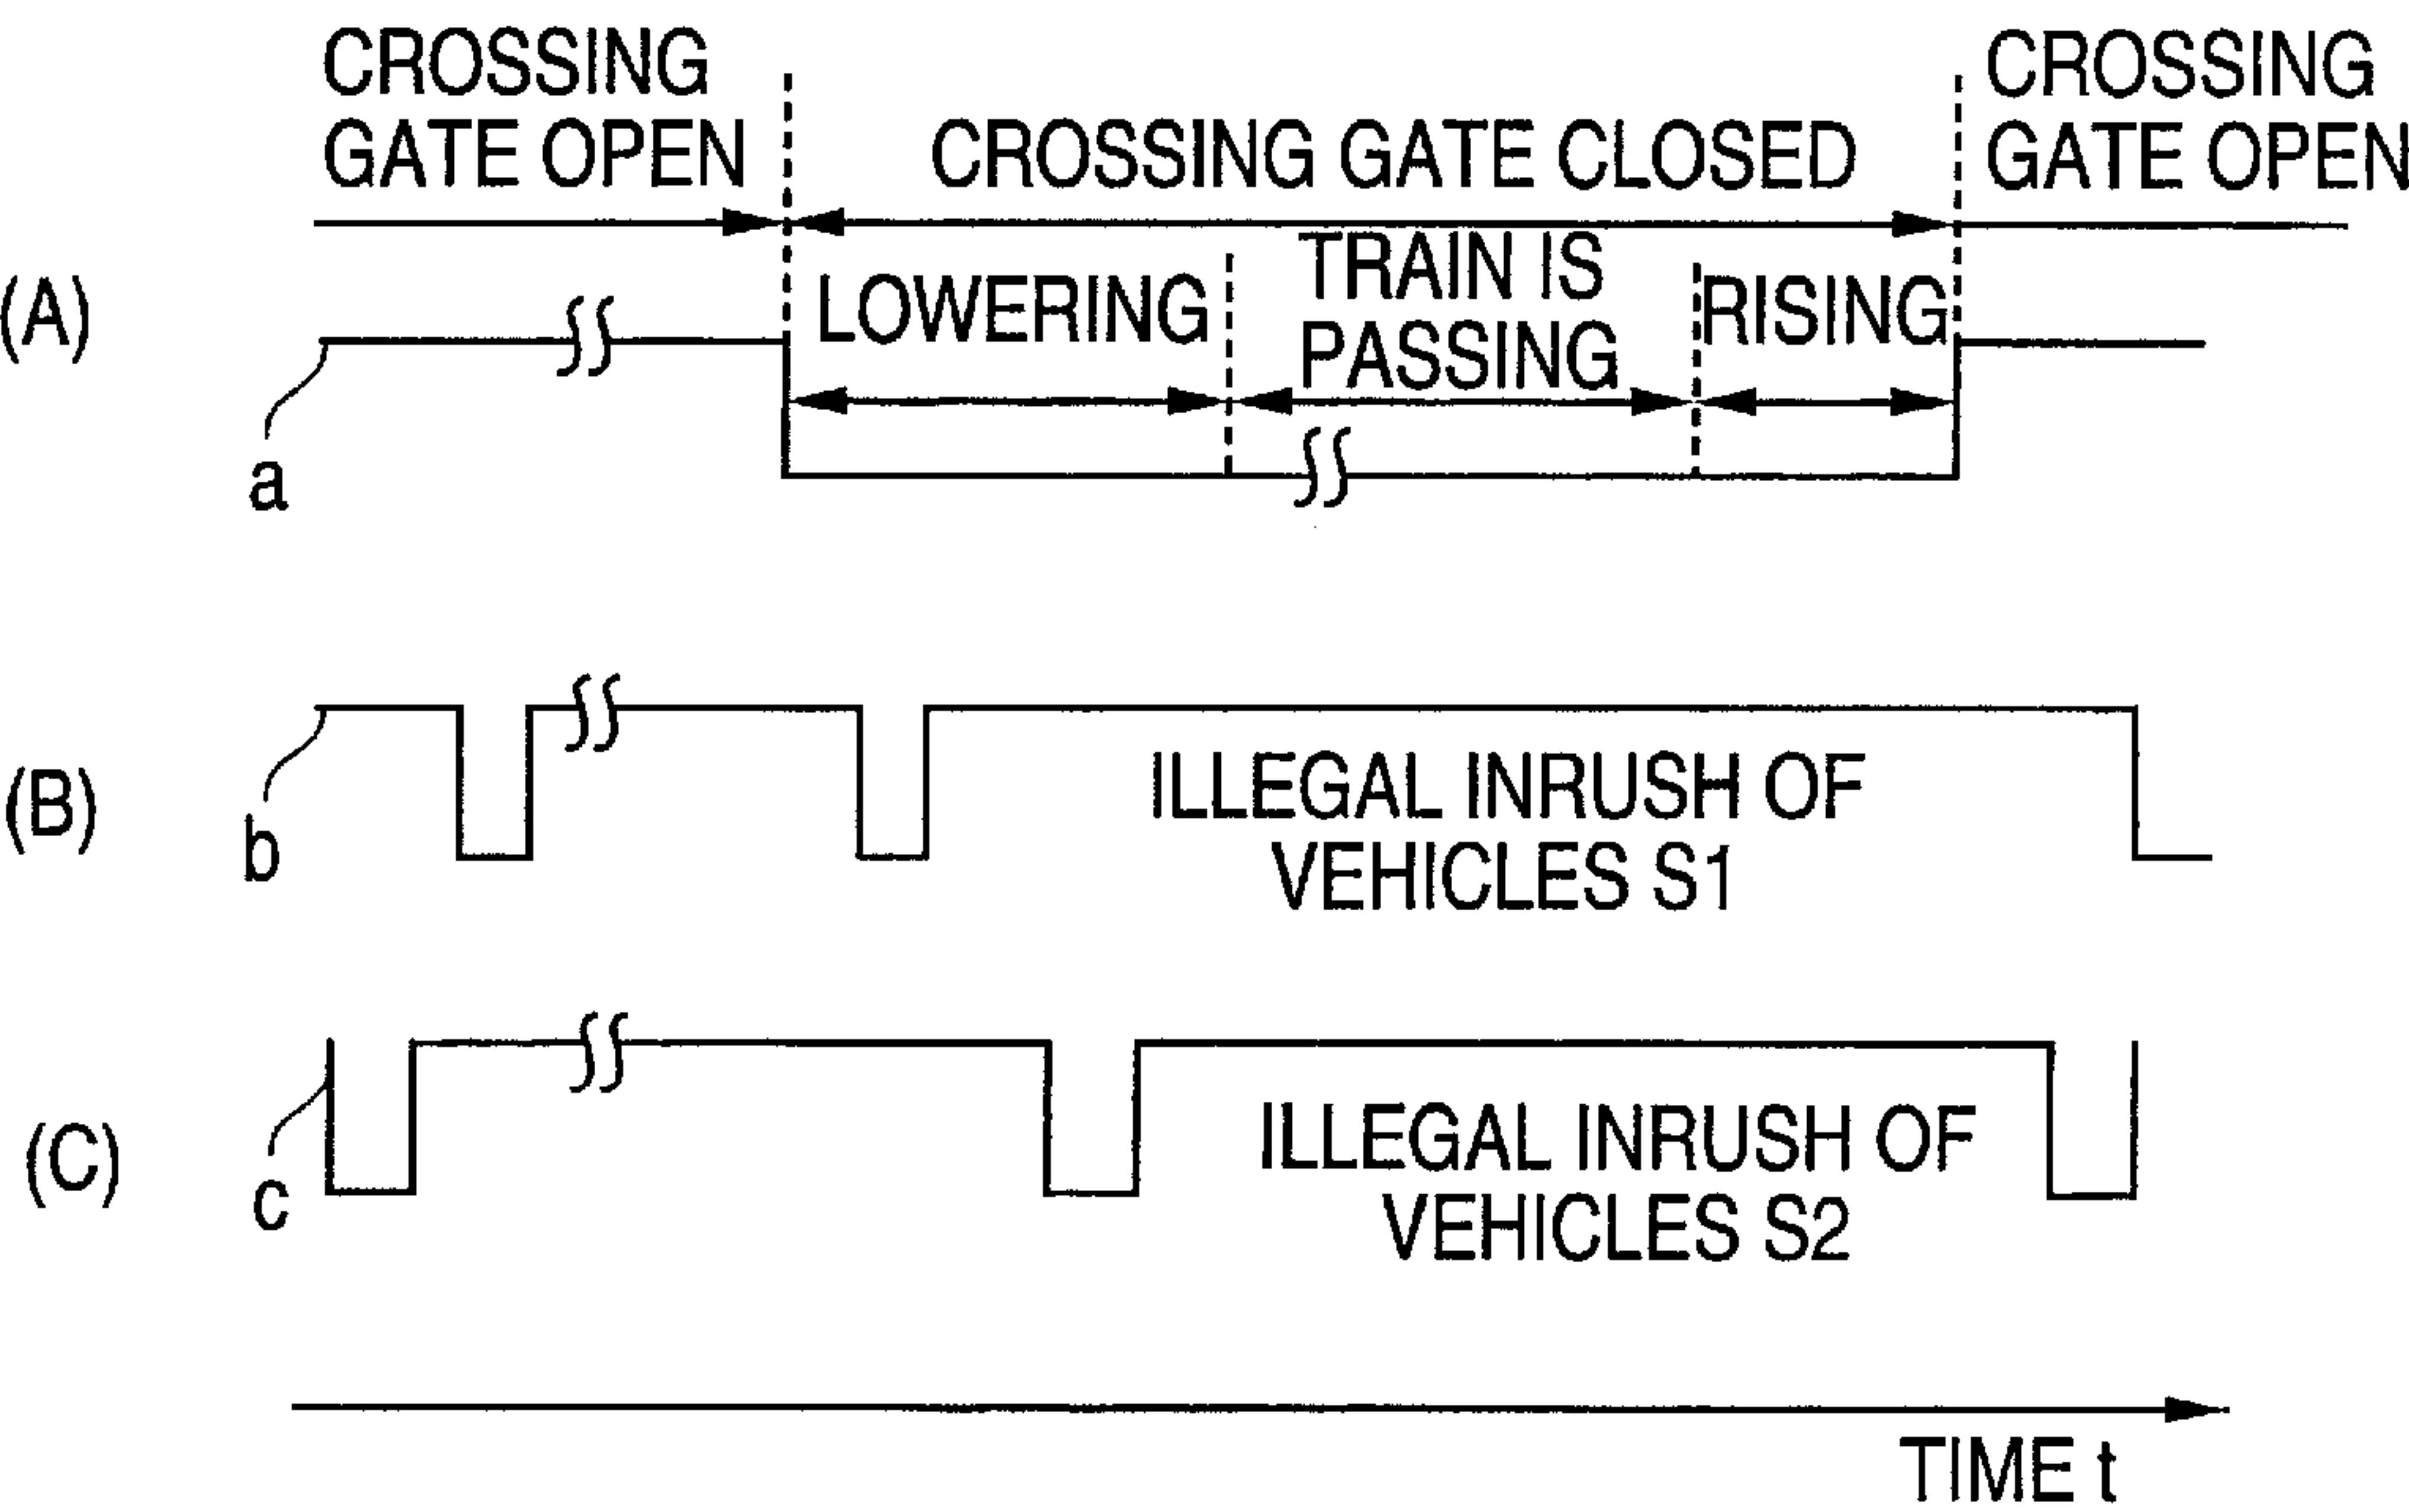 CROSSING
GATE OPEN
CROSSING GATE CLOSED
CROSSING
GATE OPEN
(A)
LOWERING
TRAIN IS
PASSING
RISING
a
(B)
b
ILLEGAL INRUSH OF
VEHICLES S1
(C)
c
ILLEGAL INRUSH OF
VEHICLES S2
TIME t